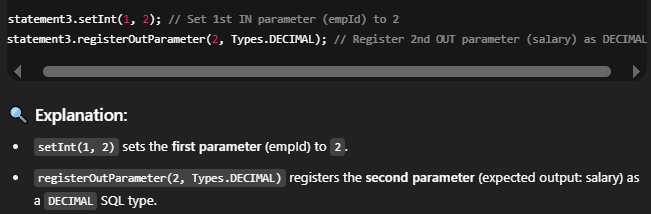 statement3.setInt(1, 2); // Set 1st IN parameter (empId) to 2
statement3.registerOutParameter(2, Types.DECIMAL); // Register 2nd OUT parameter (salary) as DECIMAL
🔍 Explanation:
• setInt(1, 2) sets the first parameter (empId) to 2.
• registerOutParameter(2, Types.DECIMAL) registers the second parameter (expected output: salary) as
a DECIMAL SQL type.